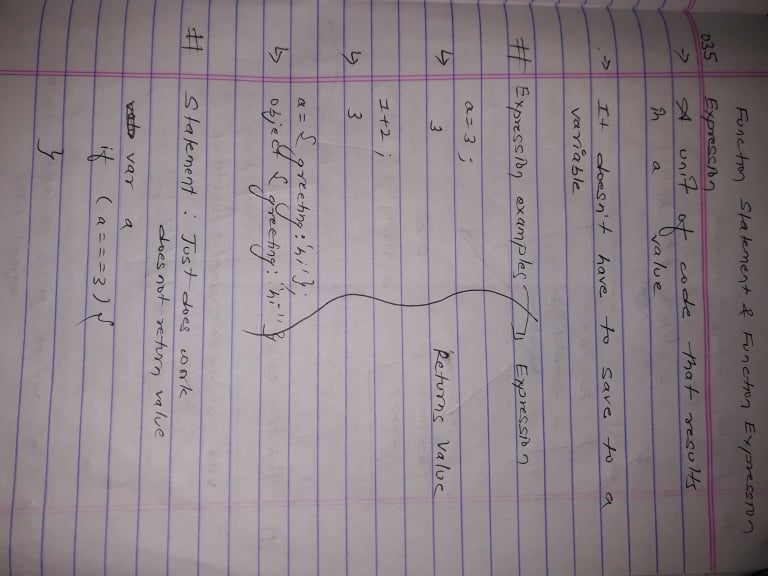 Function Statement & Function Expression
035 Expression
→ A unit of code that results
in a value
→ It doesn't have to save to a
variable
# Expression examples → Expression
a = 3 ;
↳ 3
Returns Value
1+2 ;
↳ 3
a = { greeting: 'hi' };
↳ object { greeting: "hi" }
# Statement : Just does work
does not return value
var a
if ( a === 3 ) {
}